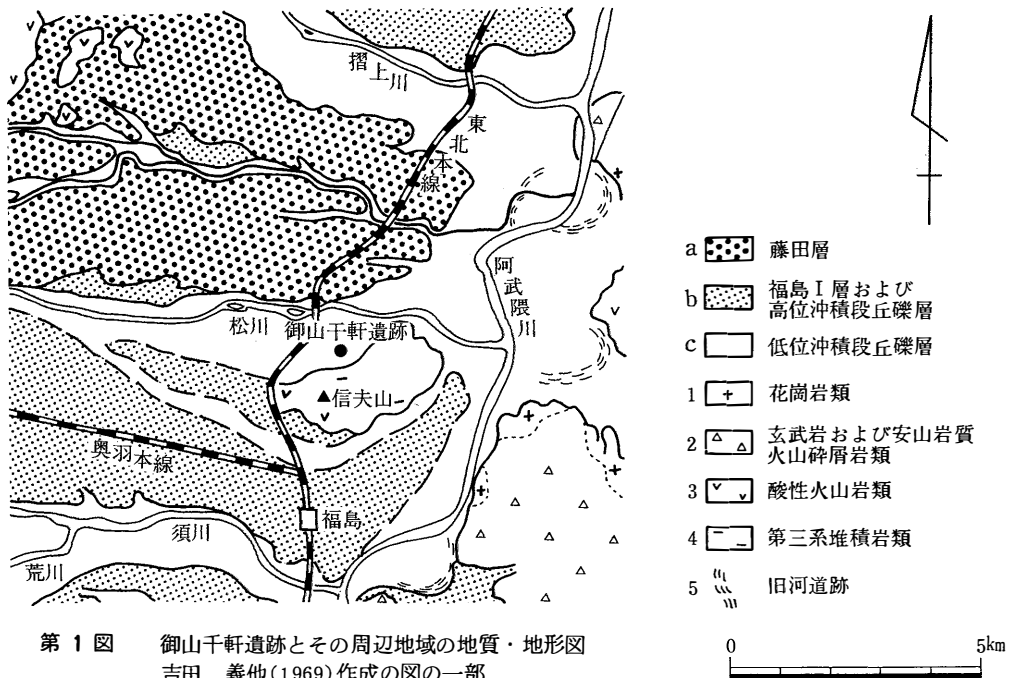 摺上川
東北本線
阿武隈川
松川
御山千軒遺跡
信夫山
奥羽本線
福島
須川
荒川
a 藤田層
b 福島Ⅰ層および
高位沖積段丘礫層
c 低位沖積段丘礫層
1 花崗岩類
2 玄武岩および安山岩質
火山砕屑岩類
3 酸性火山岩類
4 第三系堆積岩類
5 旧河道跡
0 5km
第1図 御山千軒遺跡とその周辺地域の地質・地形図
吉田 義他(1969)作成の図の一部